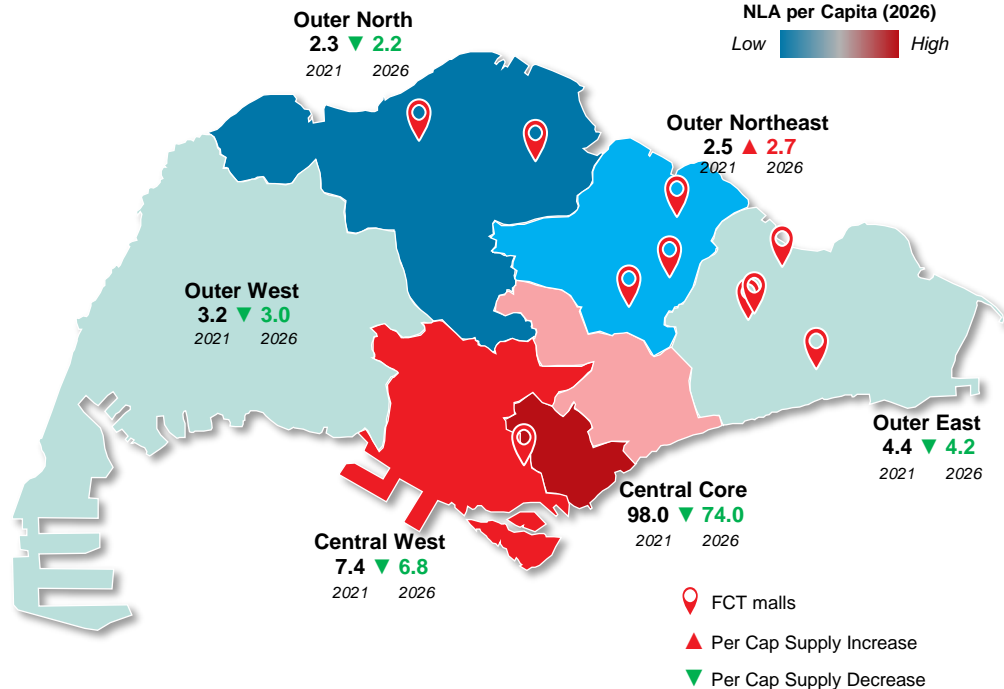 Outer North
2.3 ▼ 2.2
2021 2026
NLA per Capita (2026)
Low High
Outer Northeast
2.5 ▲ 2.7
2021 2026
Outer West
3.2 ▼ 3.0
2021 2026
Outer East
4.4 ▼ 4.2
2021 2026
Central Core
98.0 ▼ 74.0
2021 2026
Central West
7.4 ▼ 6.8
2021 2026
FCT malls
▲ Per Cap Supply Increase
▼ Per Cap Supply Decrease